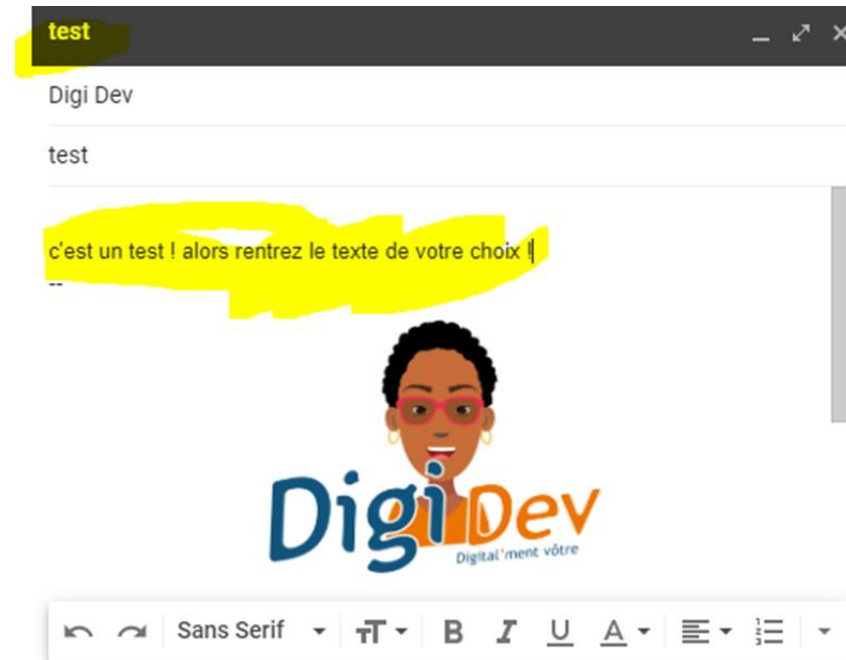 test
Digi Dev
test
c'est un test ! alors rentrez le texte de votre choix !
--
Digi Dev
Digital'ment vôtre
Sans Serif